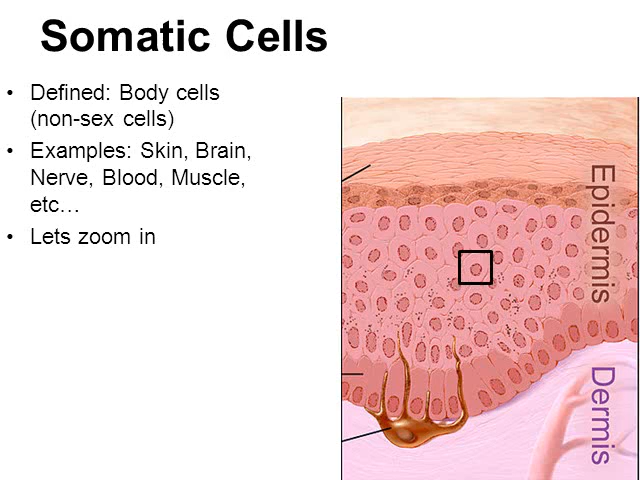 Somatic Cells
• Defined: Body cells
(non-sex cells)
• Examples: Skin, Brain,
Nerve, Blood, Muscle,
etc…
• Lets zoom in
Epidermis
Dermis